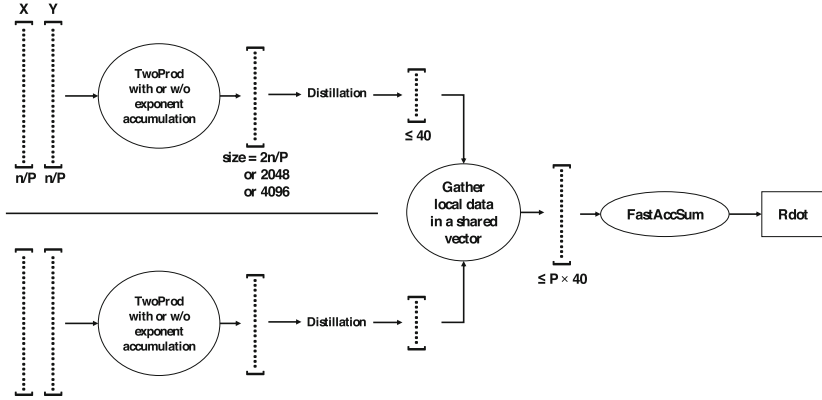 X Y
TwoProd
with or w/o
exponent
accumulation
Distillation
n/P n/P
size = 2n/P
or 2048
or 4096
≤ 40
Gather
local data
in a shared
vector
≤ P × 40
FastAccSum
Rdot
TwoProd
with or w/o
exponent
accumulation
Distillation